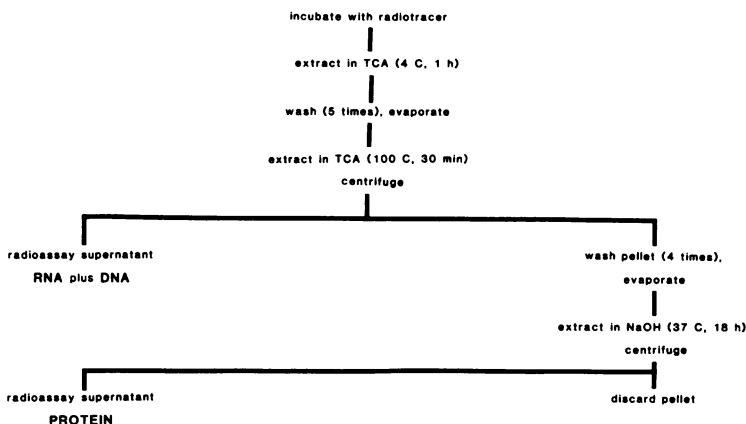 incubate with radiotracer
extract in TCA (4 C, 1 h)
wash (5 times), evaporate
extract in TCA (100 C, 30 min)
centrifuge
radioassay supernatant
RNA plus DNA
wash pellet (4 times),
evaporate
extract in NaOH (37 C, 18 h)
centrifuge
radioassay supernatant
PROTEIN
discard pellet